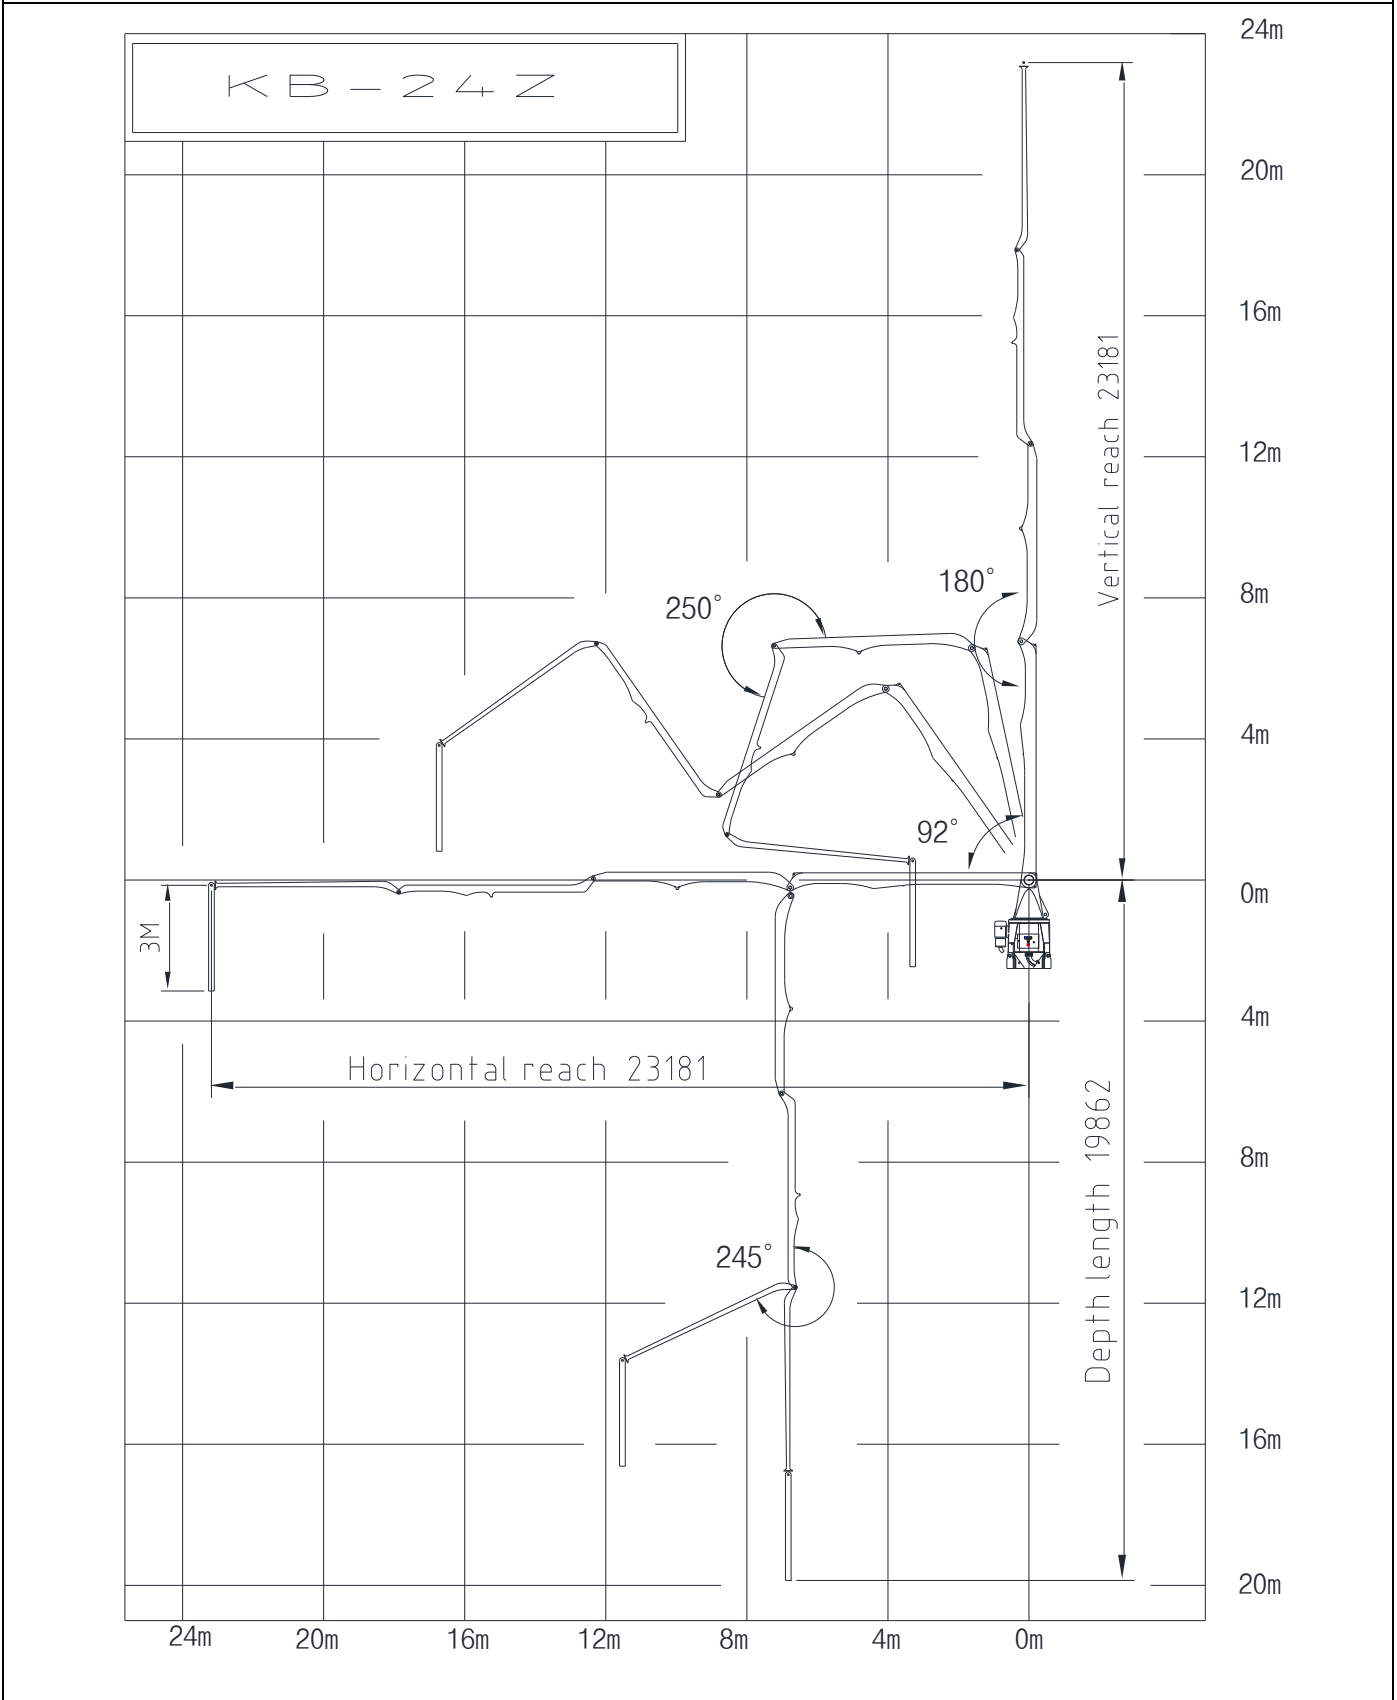 24m
KB-24Z
20m
16m
Vertical reach 23181
12m
180°
8m
250°
4m
92°
0m
3M
4m
Horizontal reach 23181
Depth length 19862
8m
245°
12m
16m
20m
24m
20m
16m
12m
8m
4m
0m